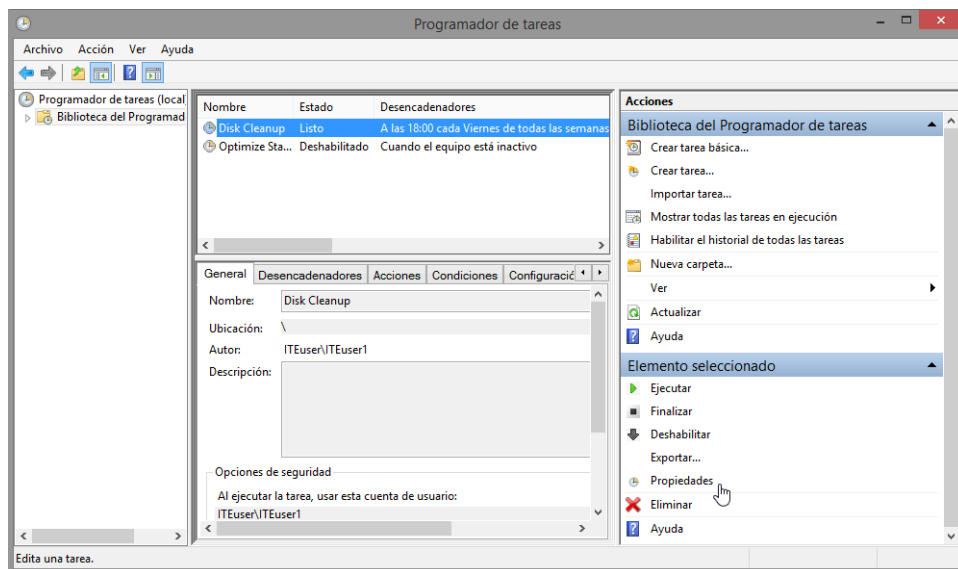 Programador de tareas
Archivo Acción Ver Ayuda
Programador de tareas (local
Biblioteca del Programad
Nombre Estado Desencadenadores
Disk Cleanup Listo A las 18:00 cada Viernes de todas las semanas
Optimize Sta... Deshabilitado Cuando el equipo está inactivo
General Desencadenadores Acciones Condiciones Configuració
Nombre: Disk Cleanup
Ubicación: \
Autor: ITEuser\ITEuser1
Descripción:
Opciones de seguridad
Al ejecutar la tarea, usar esta cuenta de usuario:
ITEuser\ITEuser1
Acciones
Biblioteca del Programador de tareas
Crear tarea básica...
Crear tarea...
Importar tarea...
Mostrar todas las tareas en ejecución
Habilitar el historial de todas las tareas
Nueva carpeta...
Ver
Actualizar
Ayuda
Elemento seleccionado
Ejecutar
Finalizar
Deshabilitar
Exportar...
Propiedades
Eliminar
Ayuda
Edita una tarea.